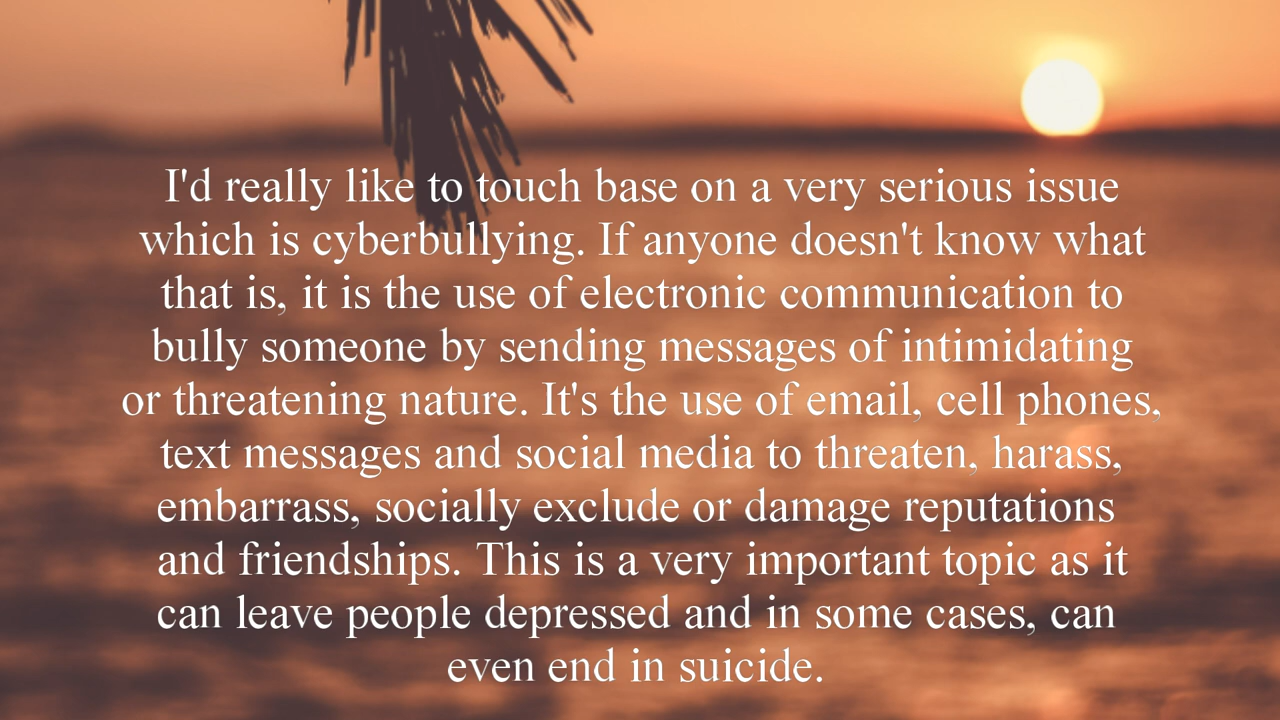 I'd really like to touch base on a very serious issue
which is cyberbullying. If anyone doesn't know what
that is, it is the use of electronic communication to
bully someone by sending messages of intimidating
or threatening nature. It's the use of email, cell phones,
text messages and social media to threaten, harass,
embarrass, socially exclude or damage reputations
and friendships. This is a very important topic as it
can leave people depressed and in some cases, can
even end in suicide.